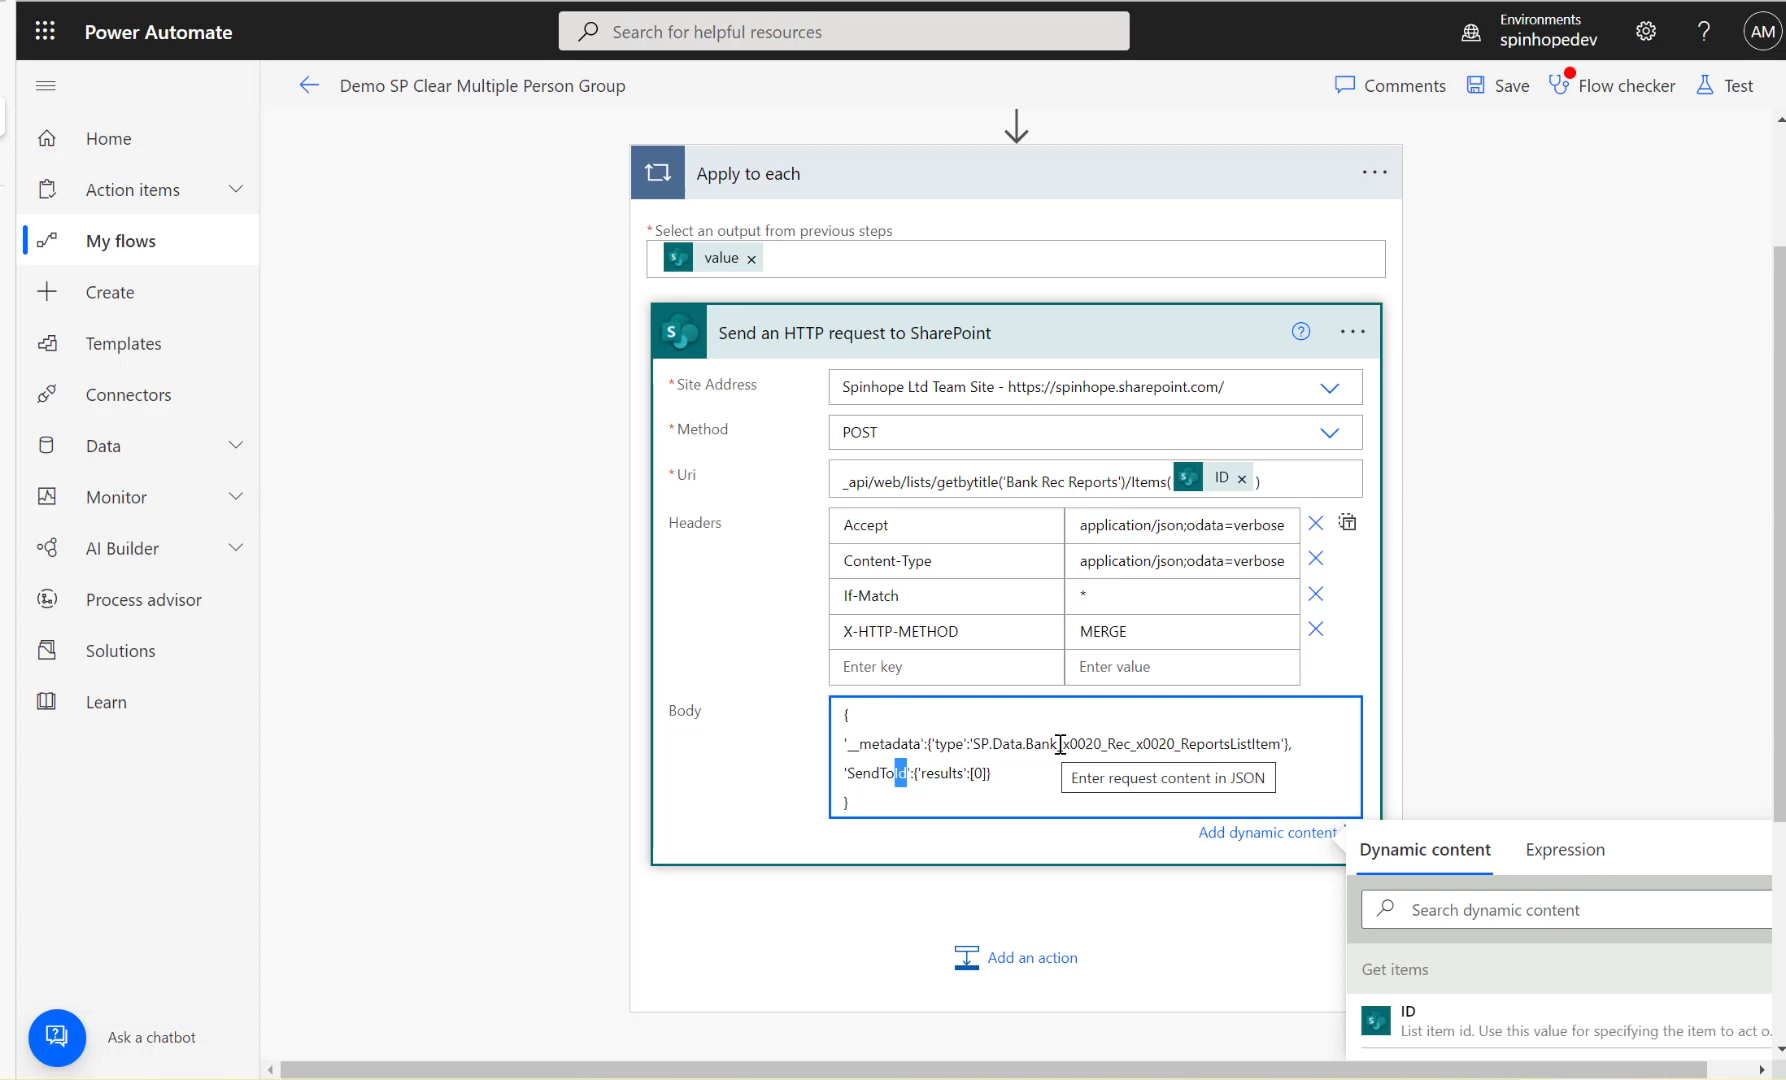 Power Automate
Search for helpful resources
Environments
spinhopedev
?
AM
Demo SP Clear Multiple Person Group
Comments
Save
Flow checker
Test
Home
Action items
My flows
Create
Templates
Connectors
Data
Monitor
AI Builder
Process advisor
Solutions
Learn
Ask a chatbot
Apply to each
...
* Select an output from previous steps
S value ×
S Send an HTTP request to SharePoint ? ...
* Site Address
Spinhope Ltd Team Site - https://spinhope.sharepoint.com/
* Method
POST
* Uri
_api/web/lists/getbytitle('Bank Rec Reports')/Items( S ID × )
Headers
Accept application/json;odata=verbose
Content-Type application/json;odata=verbose
If-Match *
X-HTTP-METHOD MERGE
Enter key Enter value
Body
{
'__metadata':{'type':'SP.Data.Bank_x0020_Rec_x0020_ReportsListItem'},
'SendToId':{'results':[0]}
}
Enter request content in JSON
Add dynamic content
Add an action
Dynamic content
Expression
Search dynamic content
Get items
S ID
List item id. Use this value for specifying the item to act o.